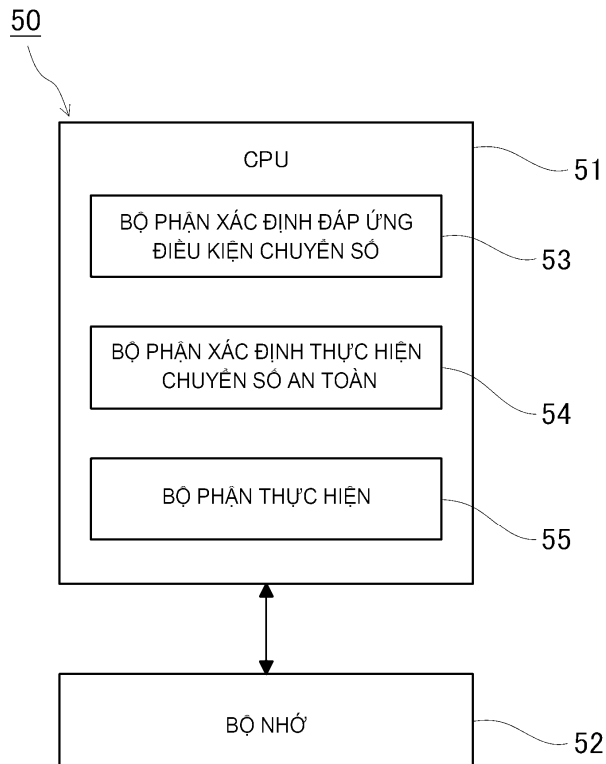 50
CPU
51
BỘ PHẬN XÁC ĐỊNH ĐÁP ỨNG
ĐIỀU KIỆN CHUYỂN SỐ
53
BỘ PHẬN XÁC ĐỊNH THỰC HIỆN
CHUYỂN SỐ AN TOÀN
54
BỘ PHẬN THỰC HIỆN
55
BỘ NHỚ
52